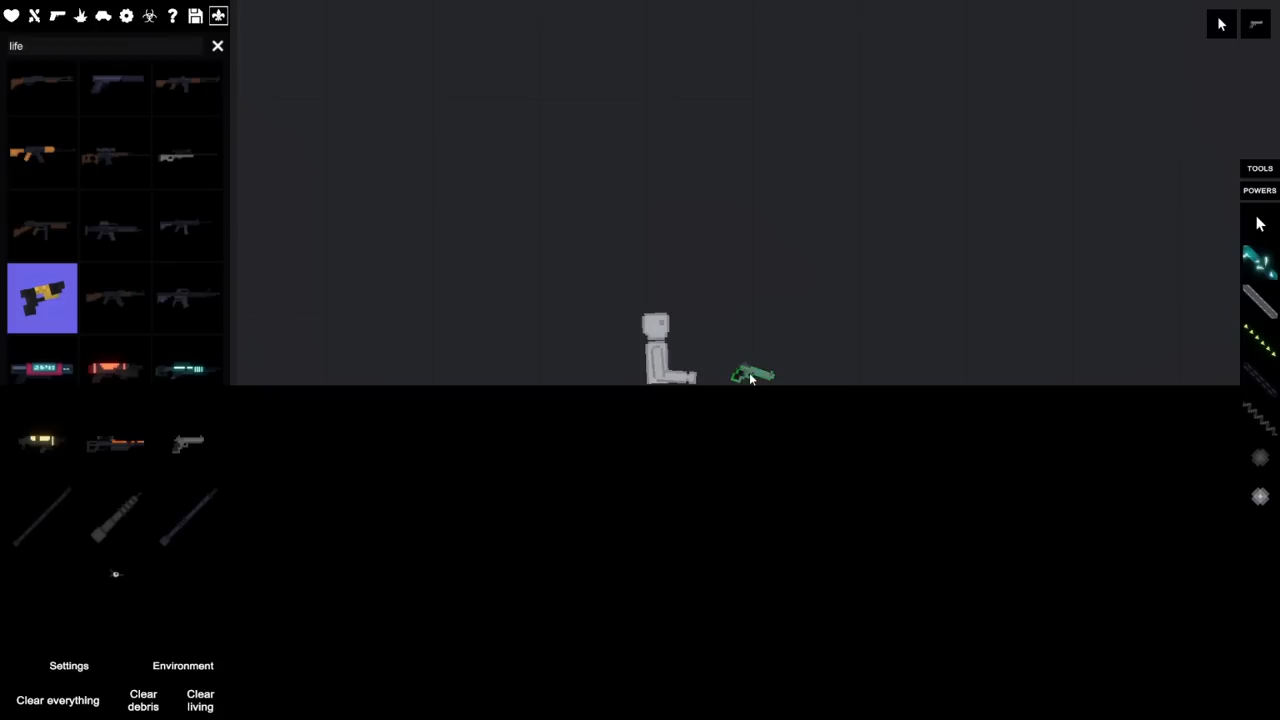 life
TOOLS
POWERS
Settings
Environment
Clear everything
Clear
debris
Clear
living